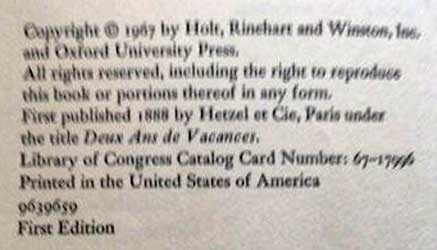 Copyright © 1967 by Holt, Rinehart and Winston, Inc.
and Oxford University Press.
All rights reserved, including the right to reproduce
this book or portions thereof in any form.
First published 1888 by Hetzel et Cie, Paris under
the title Deux Ans de Vacances.
Library of Congress Catalog Card Number:
Printed in the United States of America
9639659
First Edition